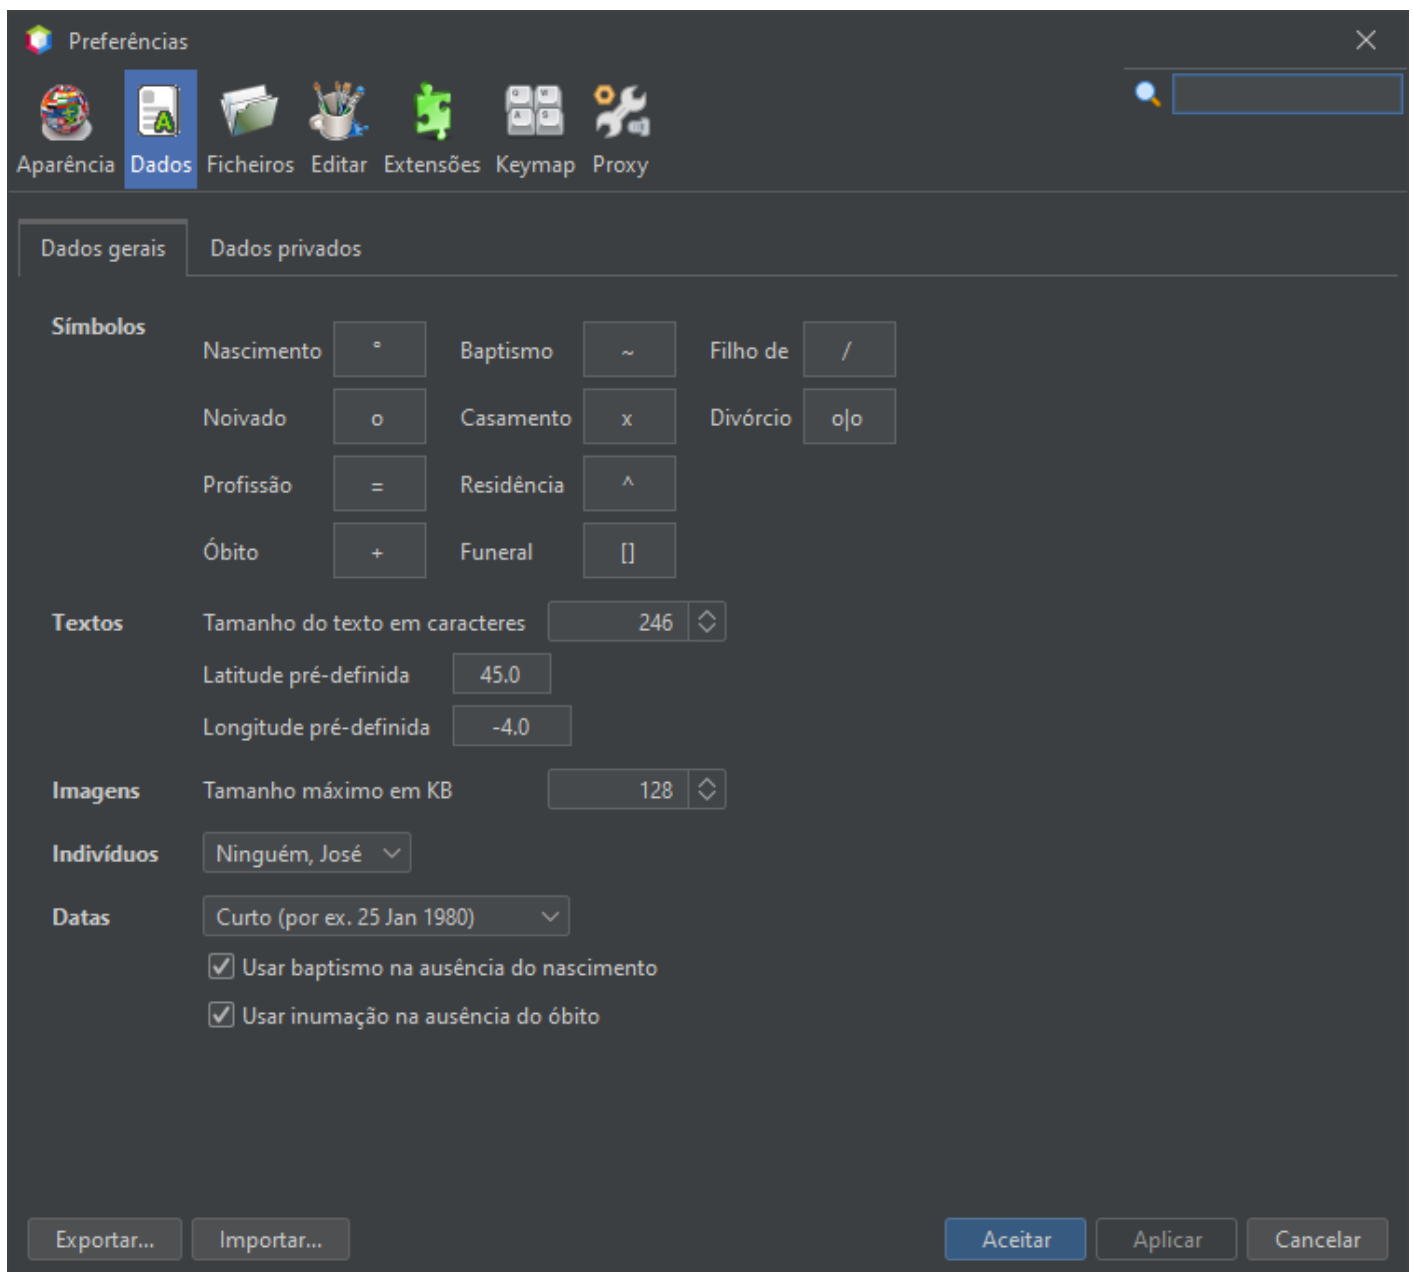 Preferências
Aparência Dados Ficheiros Editar Extensões Keymap Proxy
Dados gerais Dados privados
Símbolos
Nascimento ° Baptismo ~ Filho de /
Noivado o Casamento x Divórcio o|o
Profissão = Residência ^
Óbito + Funeral []
Textos Tamanho do texto em caracteres 246
Latitude pré-definida 45.0
Longitude pré-definida -4.0
Imagens Tamanho máximo em KB 128
Indivíduos Ninguém, José
Datas Curto (por ex. 25 Jan 1980)
Usar baptismo na ausência do nascimento
Usar inumação na ausência do óbito
Exportar... Importar... Aceitar Aplicar Cancelar